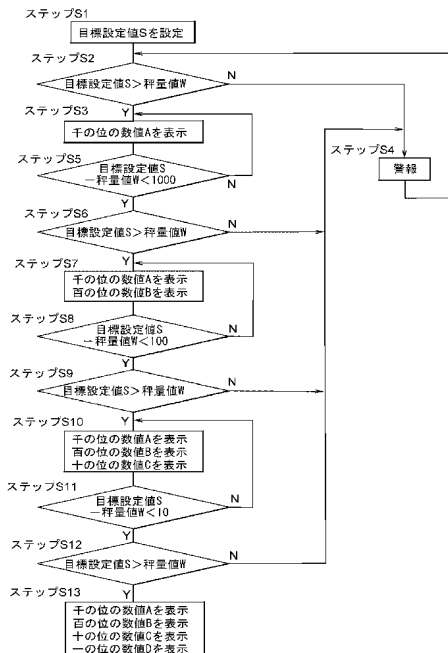 ステップS1
目標設定値Sを設定
ステップS2
目標設定値S＞秤量値W
N
Y
ステップS3
千の位の数値Aを表示
ステップS4
警報
ステップS5
目標設定値S
－秤量値W＜1000
N
Y
ステップS6
目標設定値S＞秤量値W
N
Y
ステップS7
千の位の数値Aを表示
百の位の数値Bを表示
ステップS8
目標設定値S
－秤量値W＜100
N
Y
ステップS9
目標設定値S＞秤量値W
N
Y
ステップS10
千の位の数値Aを表示
百の位の数値Bを表示
十の位の数値Cを表示
ステップS11
目標設定値S
－秤量値W＜10
N
Y
ステップS12
目標設定値S＞秤量値W
N
Y
ステップS13
千の位の数値Aを表示
百の位の数値Bを表示
十の位の数値Cを表示
一の位の数値Dを表示